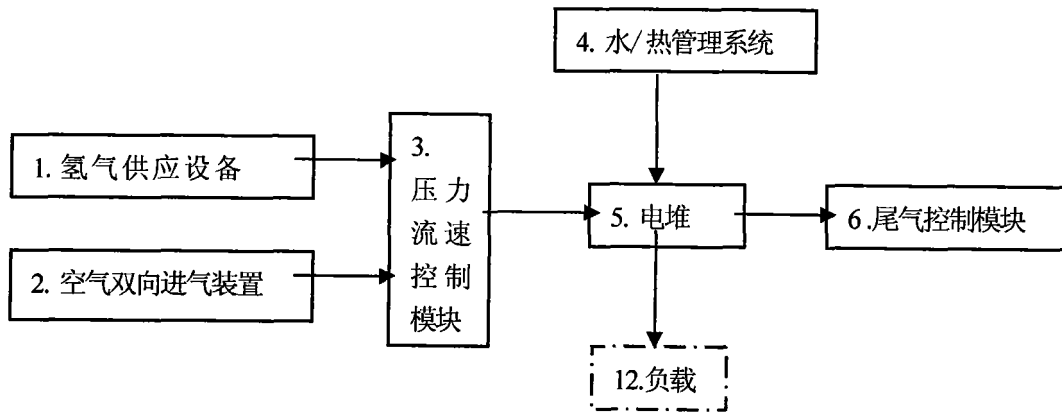 4. 水/热管理系统
1. 氢气供应设备
3.
压力
流速
控制
模块
5. 电堆
6 .尾气控制模块
2. 空气双向进气装置
12.负载